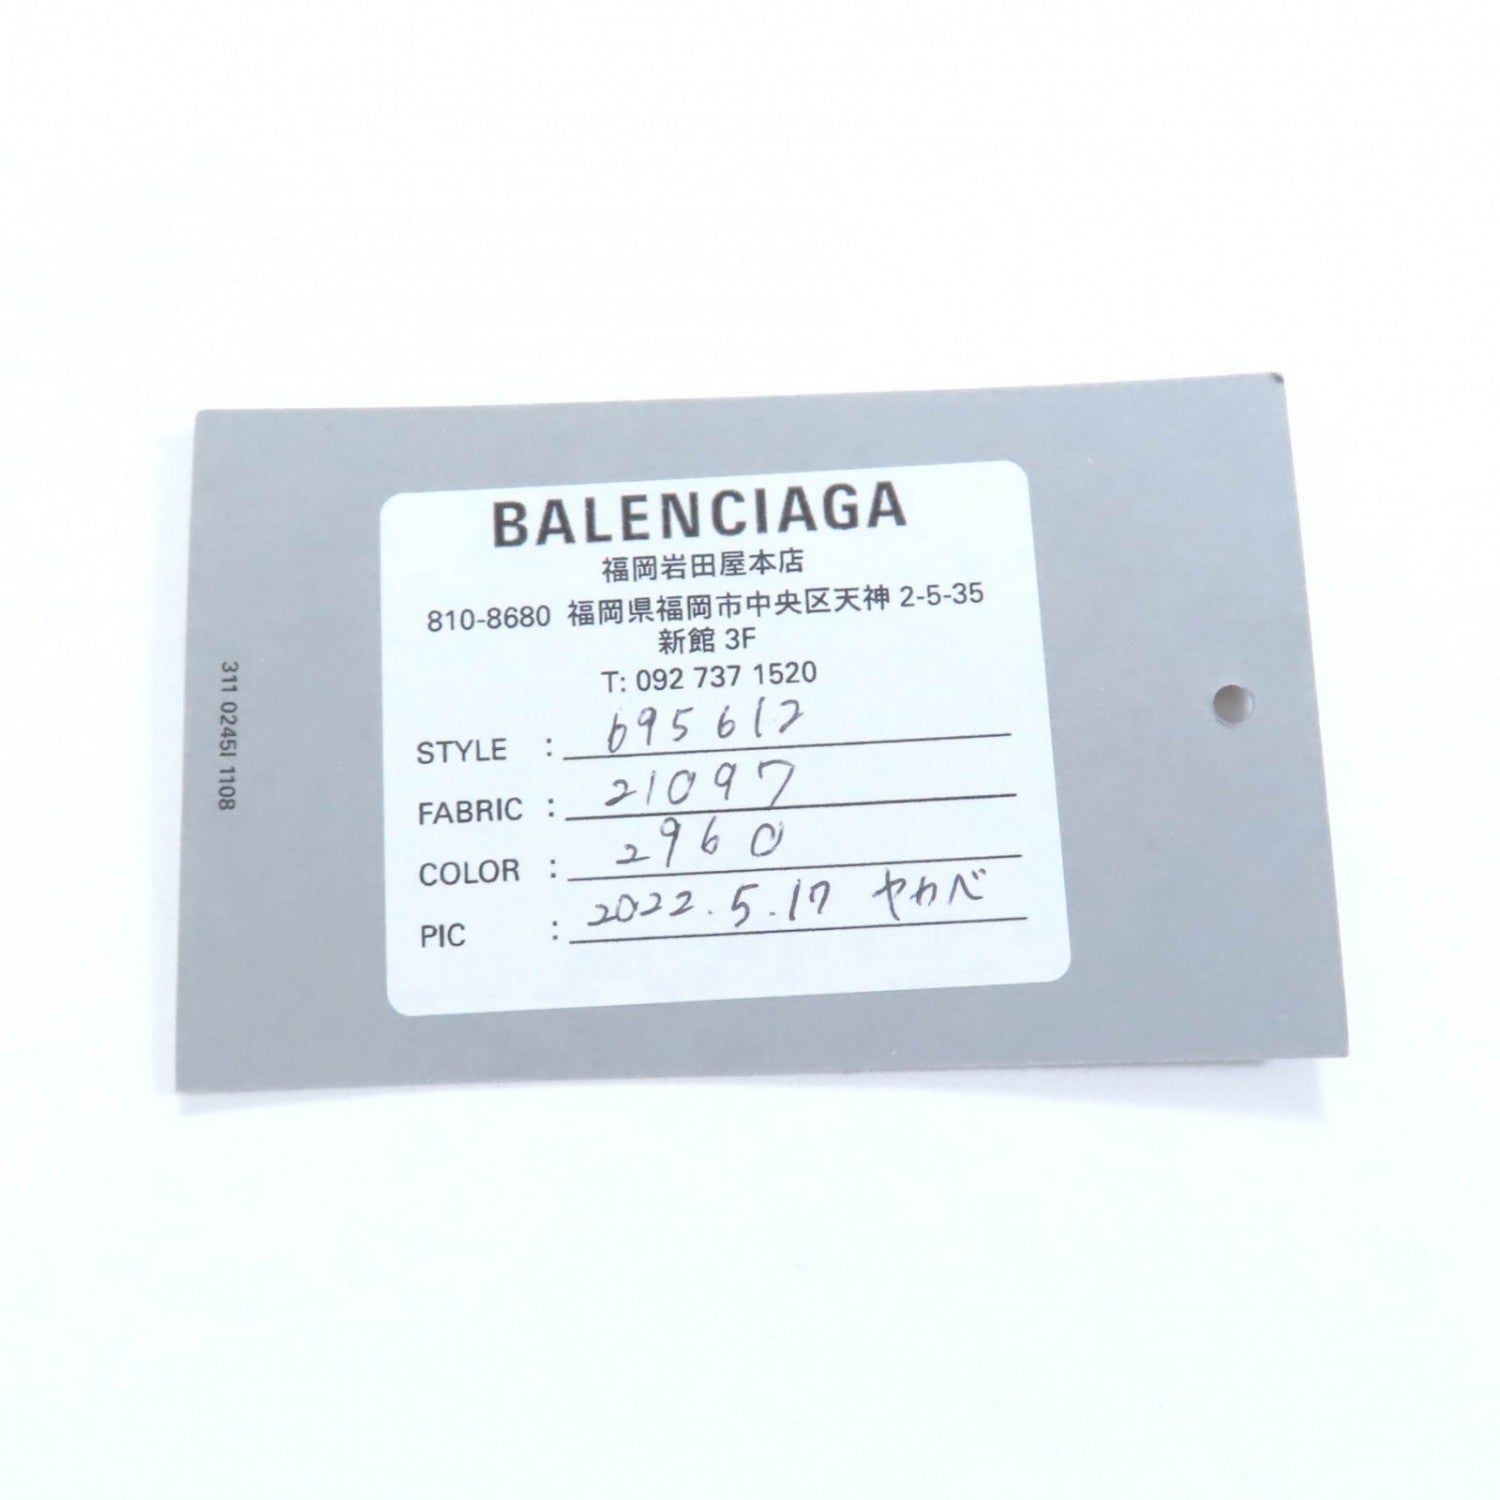 BALENCIAGA
福岡岩田屋本店
810-8680 福岡県福岡市中央区天神 2-5-35
新館 3F
T: 092 737 1520
STYLE : 695612
FABRIC : 21097
COLOR : 2960
PIC : 2022.5.17 ヤカベ
311 0245I 1108